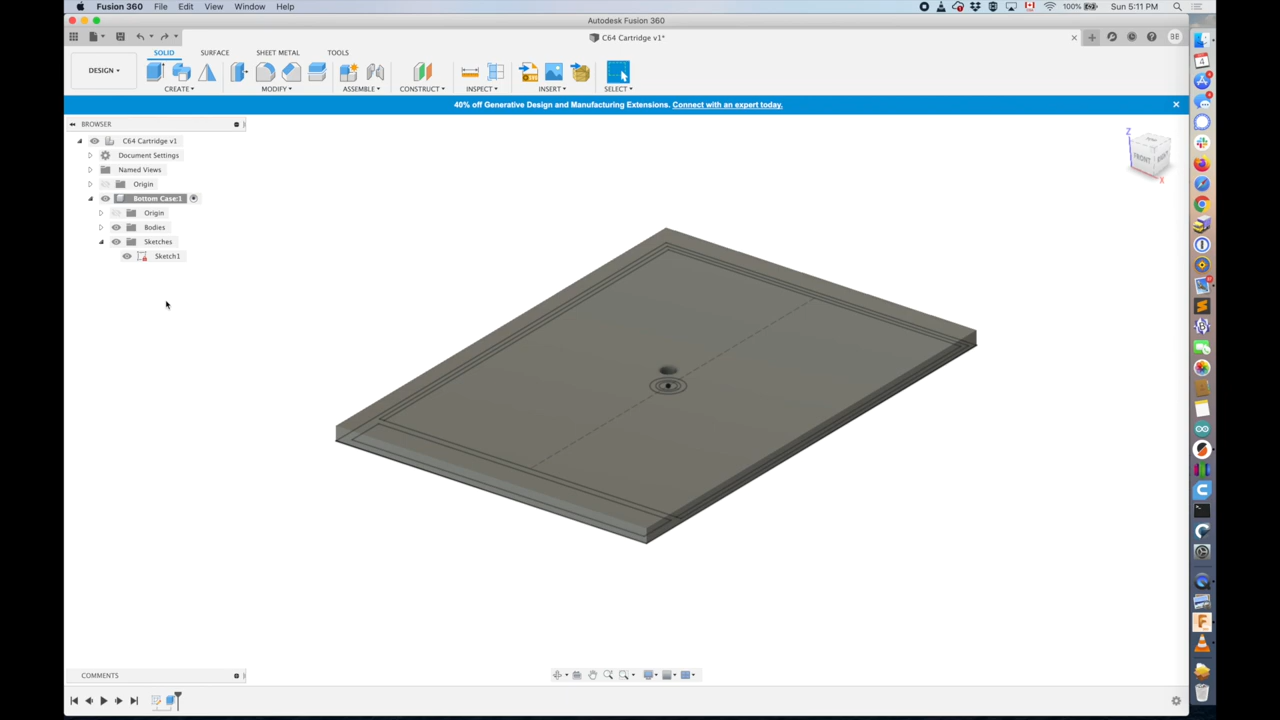 Fusion 360 File Edit View Window Help 100% Sun 5:11 PM
Autodesk Fusion 360
C64 Cartridge v1*
BE
DESIGN
SOLID SURFACE SHEET METAL TOOLS
CREATE MODIFY ASSEMBLE CONSTRUCT INSPECT INSERT SELECT
40% off Generative Design and Manufacturing Extensions. Connect with an expert today.
BROWSER
C64 Cartridge v1
Document Settings
Named Views
Origin
Bottom Case:1
Origin
Bodies
Sketches
Sketch1
Z
FRONT RIGHT
X
COMMENTS